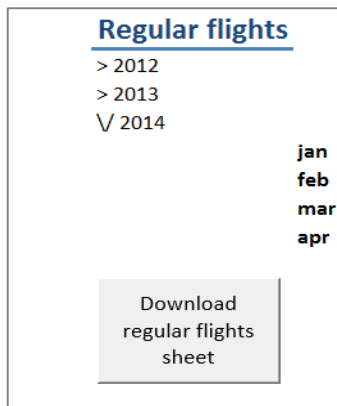 Regular flights
> 2012
> 2013
\/ 2014
jan
feb
mar
apr
Download
regular flights
sheet